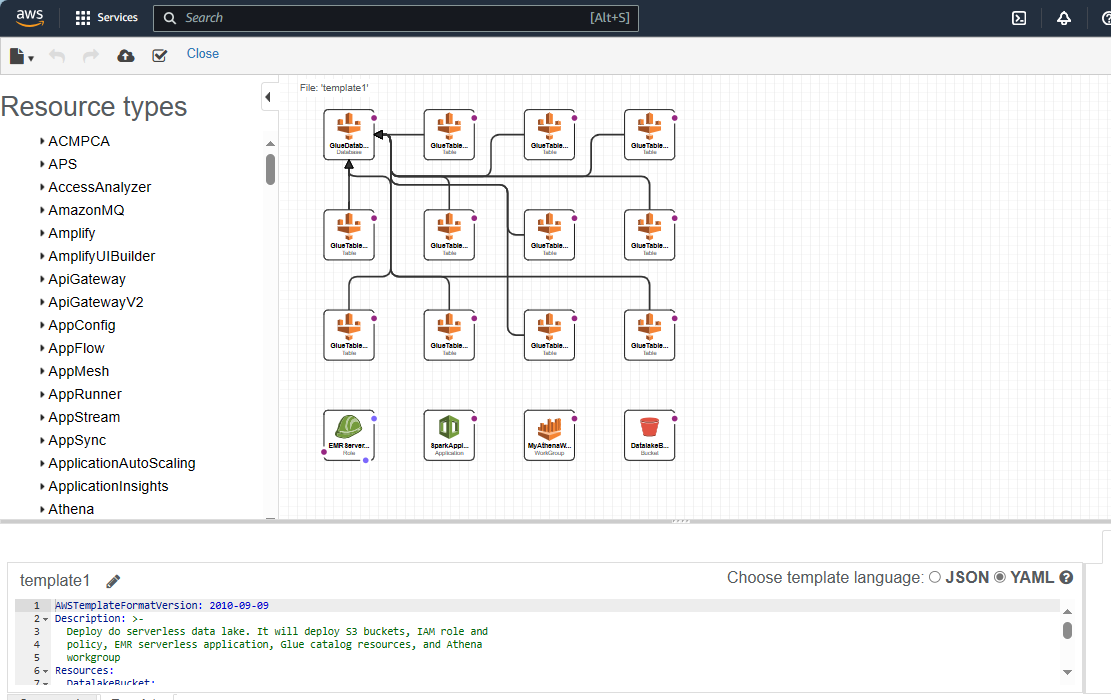 aws Services Search [Alt+S]
Close
File: 'template1'
Resource types
ACMPCA
APS
AccessAnalyzer
AmazonMQ
Amplify
AmplifyUIBuilder
ApiGateway
ApiGatewayV2
AppConfig
AppFlow
AppMesh
AppRunner
AppStream
AppSync
ApplicationAutoScaling
ApplicationInsights
Athena
GlueDatab... GlueTable... GlueTable... GlueTable...
Database Table Table Table
GlueTable... GlueTable... GlueTable... GlueTable...
Table Table Table Table
GlueTable... GlueTable... GlueTable... GlueTable...
Table Table Table Table
EMRServer... SparkAppl... MyAthenaW... DatalakeB...
Role Application WorkGroup Bucket
template1 Choose template language: JSON YAML
1 AWSTemplateFormatVersion: 2010-09-09
2 Description: >-
3 Deploy do serverless data lake. It will deploy S3 buckets, IAM role and
4 policy, EMR serverless application, Glue catalog resources, and Athena
5 workgroup
6 Resources:
7 DatalakeBucket: